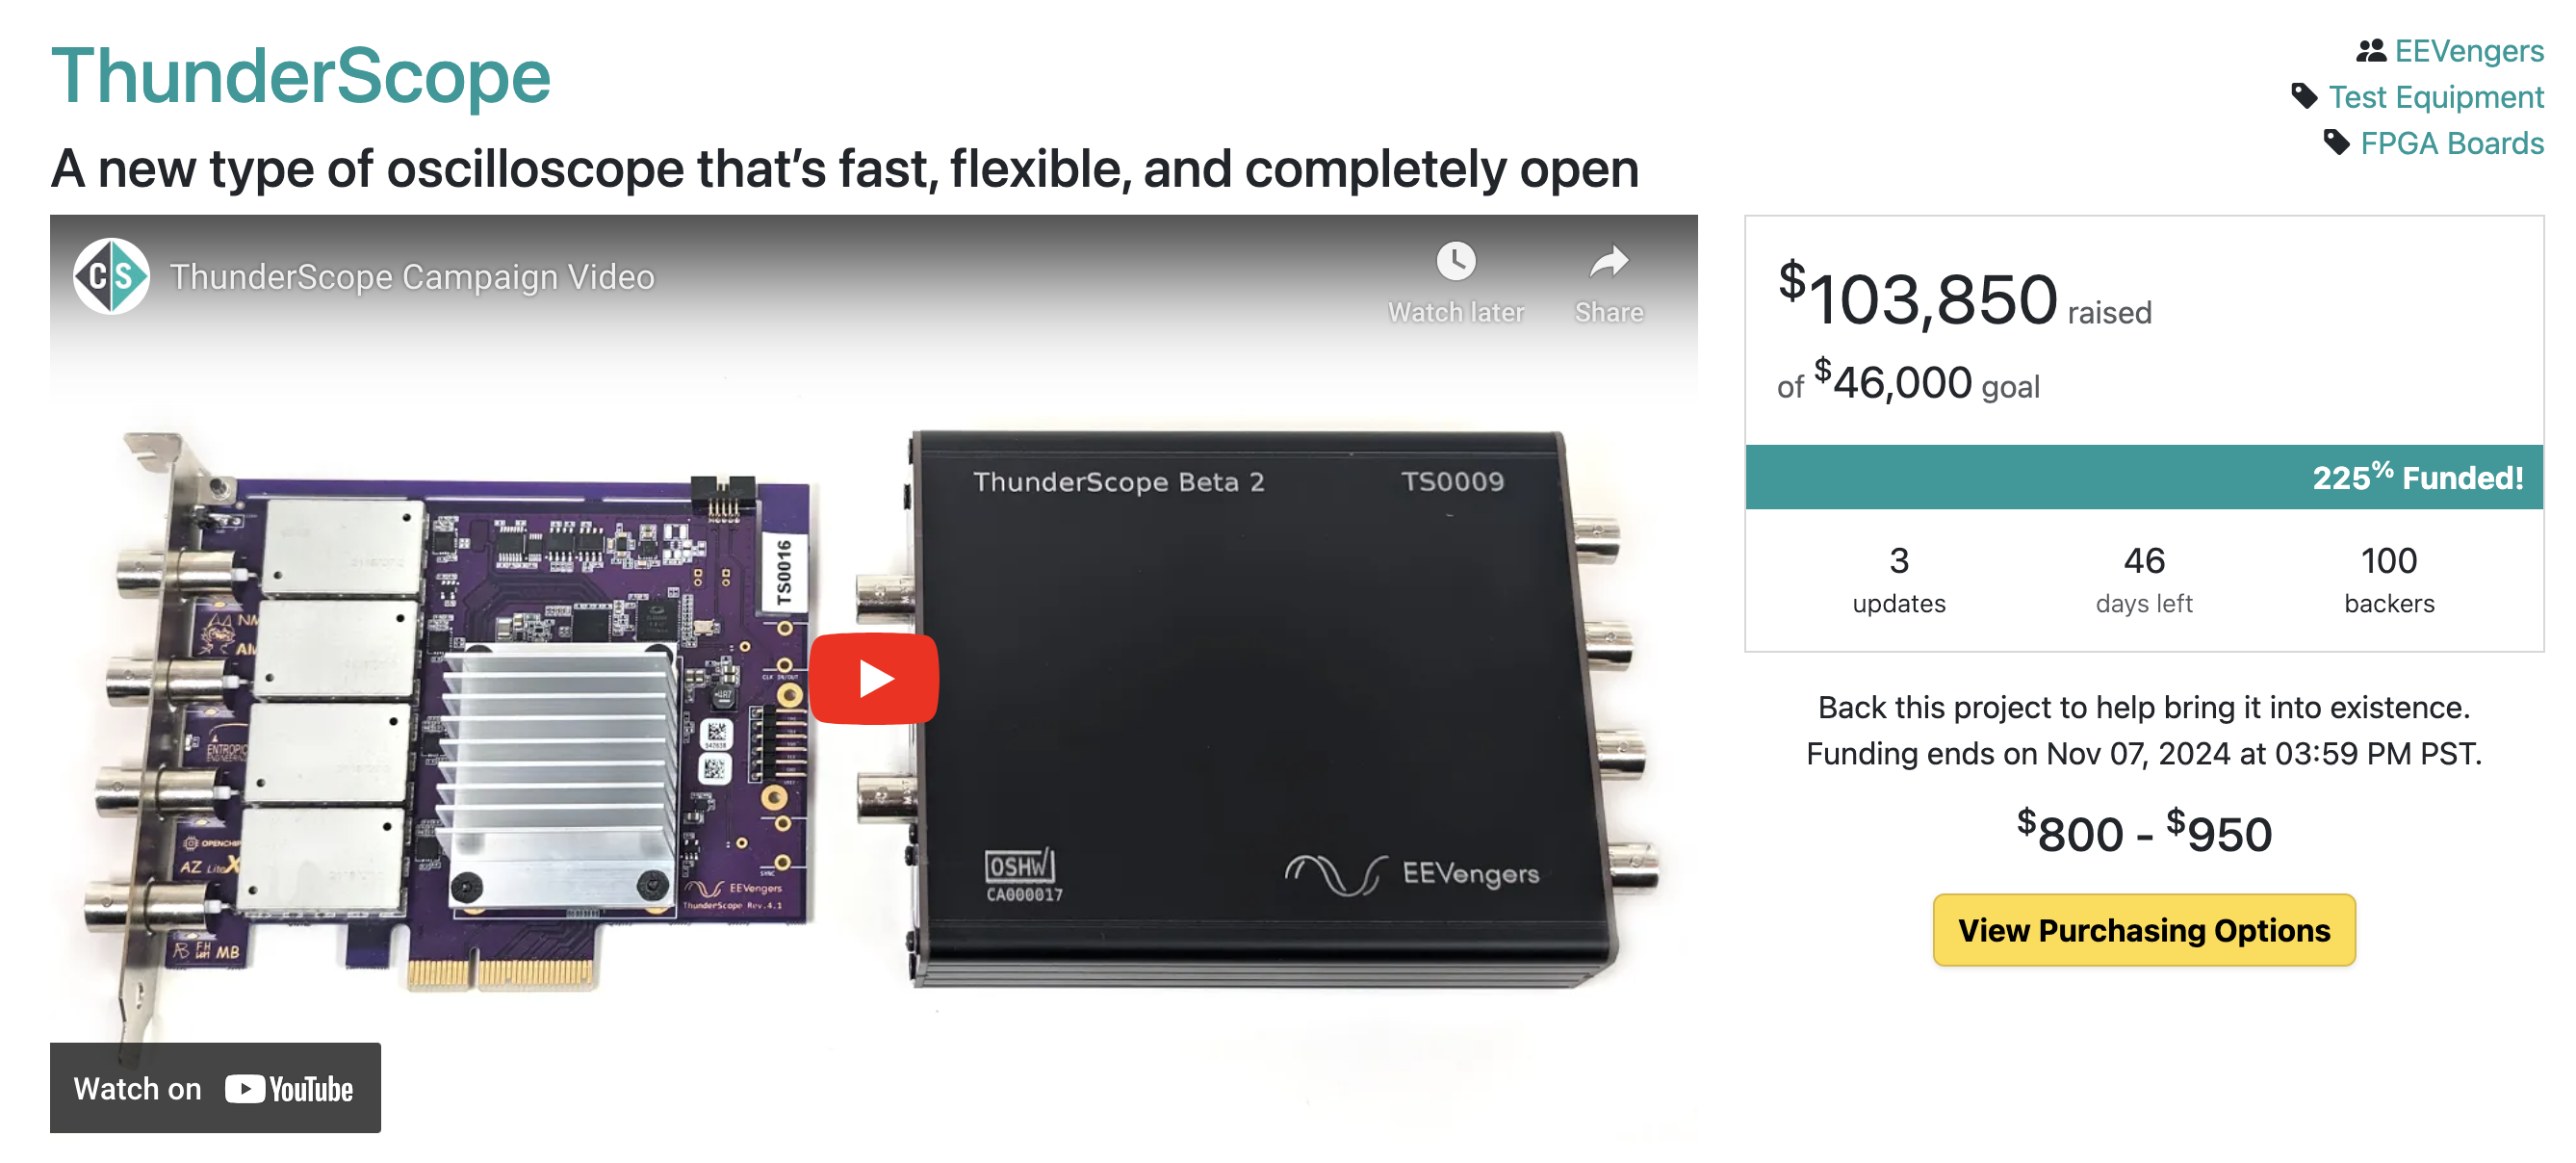 ThunderScope
EEVengers
Test Equipment
FPGA Boards
A new type of oscilloscope that’s fast, flexible, and completely open
CS
ThunderScope Campaign Video
Watch later
Share
TS0016
AZ LiteX
EEVengers
ThunderScope Rev.4.1
MB
ThunderScope Beta 2
TS0009
OSHW
CA000017
EEVengers
Watch on YouTube
$103,850 raised
of $46,000 goal
225% Funded!
3
updates
46
days left
100
backers
Back this project to help bring it into existence.
Funding ends on Nov 07, 2024 at 03:59 PM PST.
$800 - $950
View Purchasing Options